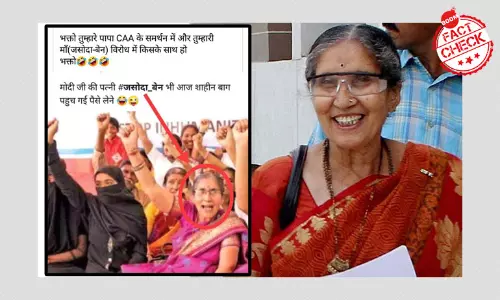 भक्तो तुम्हारे पापा CAA के समर्थन में और तुम्हारी
माँ(जसोदा-बेन) विरोध में किसके साथ हो
भक्तो🤣🤣🤣
मोदी जी की पत्नी #जसोदा_बेन भी आज शाहीन बाग
पहुच गई पैसे लेने 😂😜
BOOM
FACT
CHECK